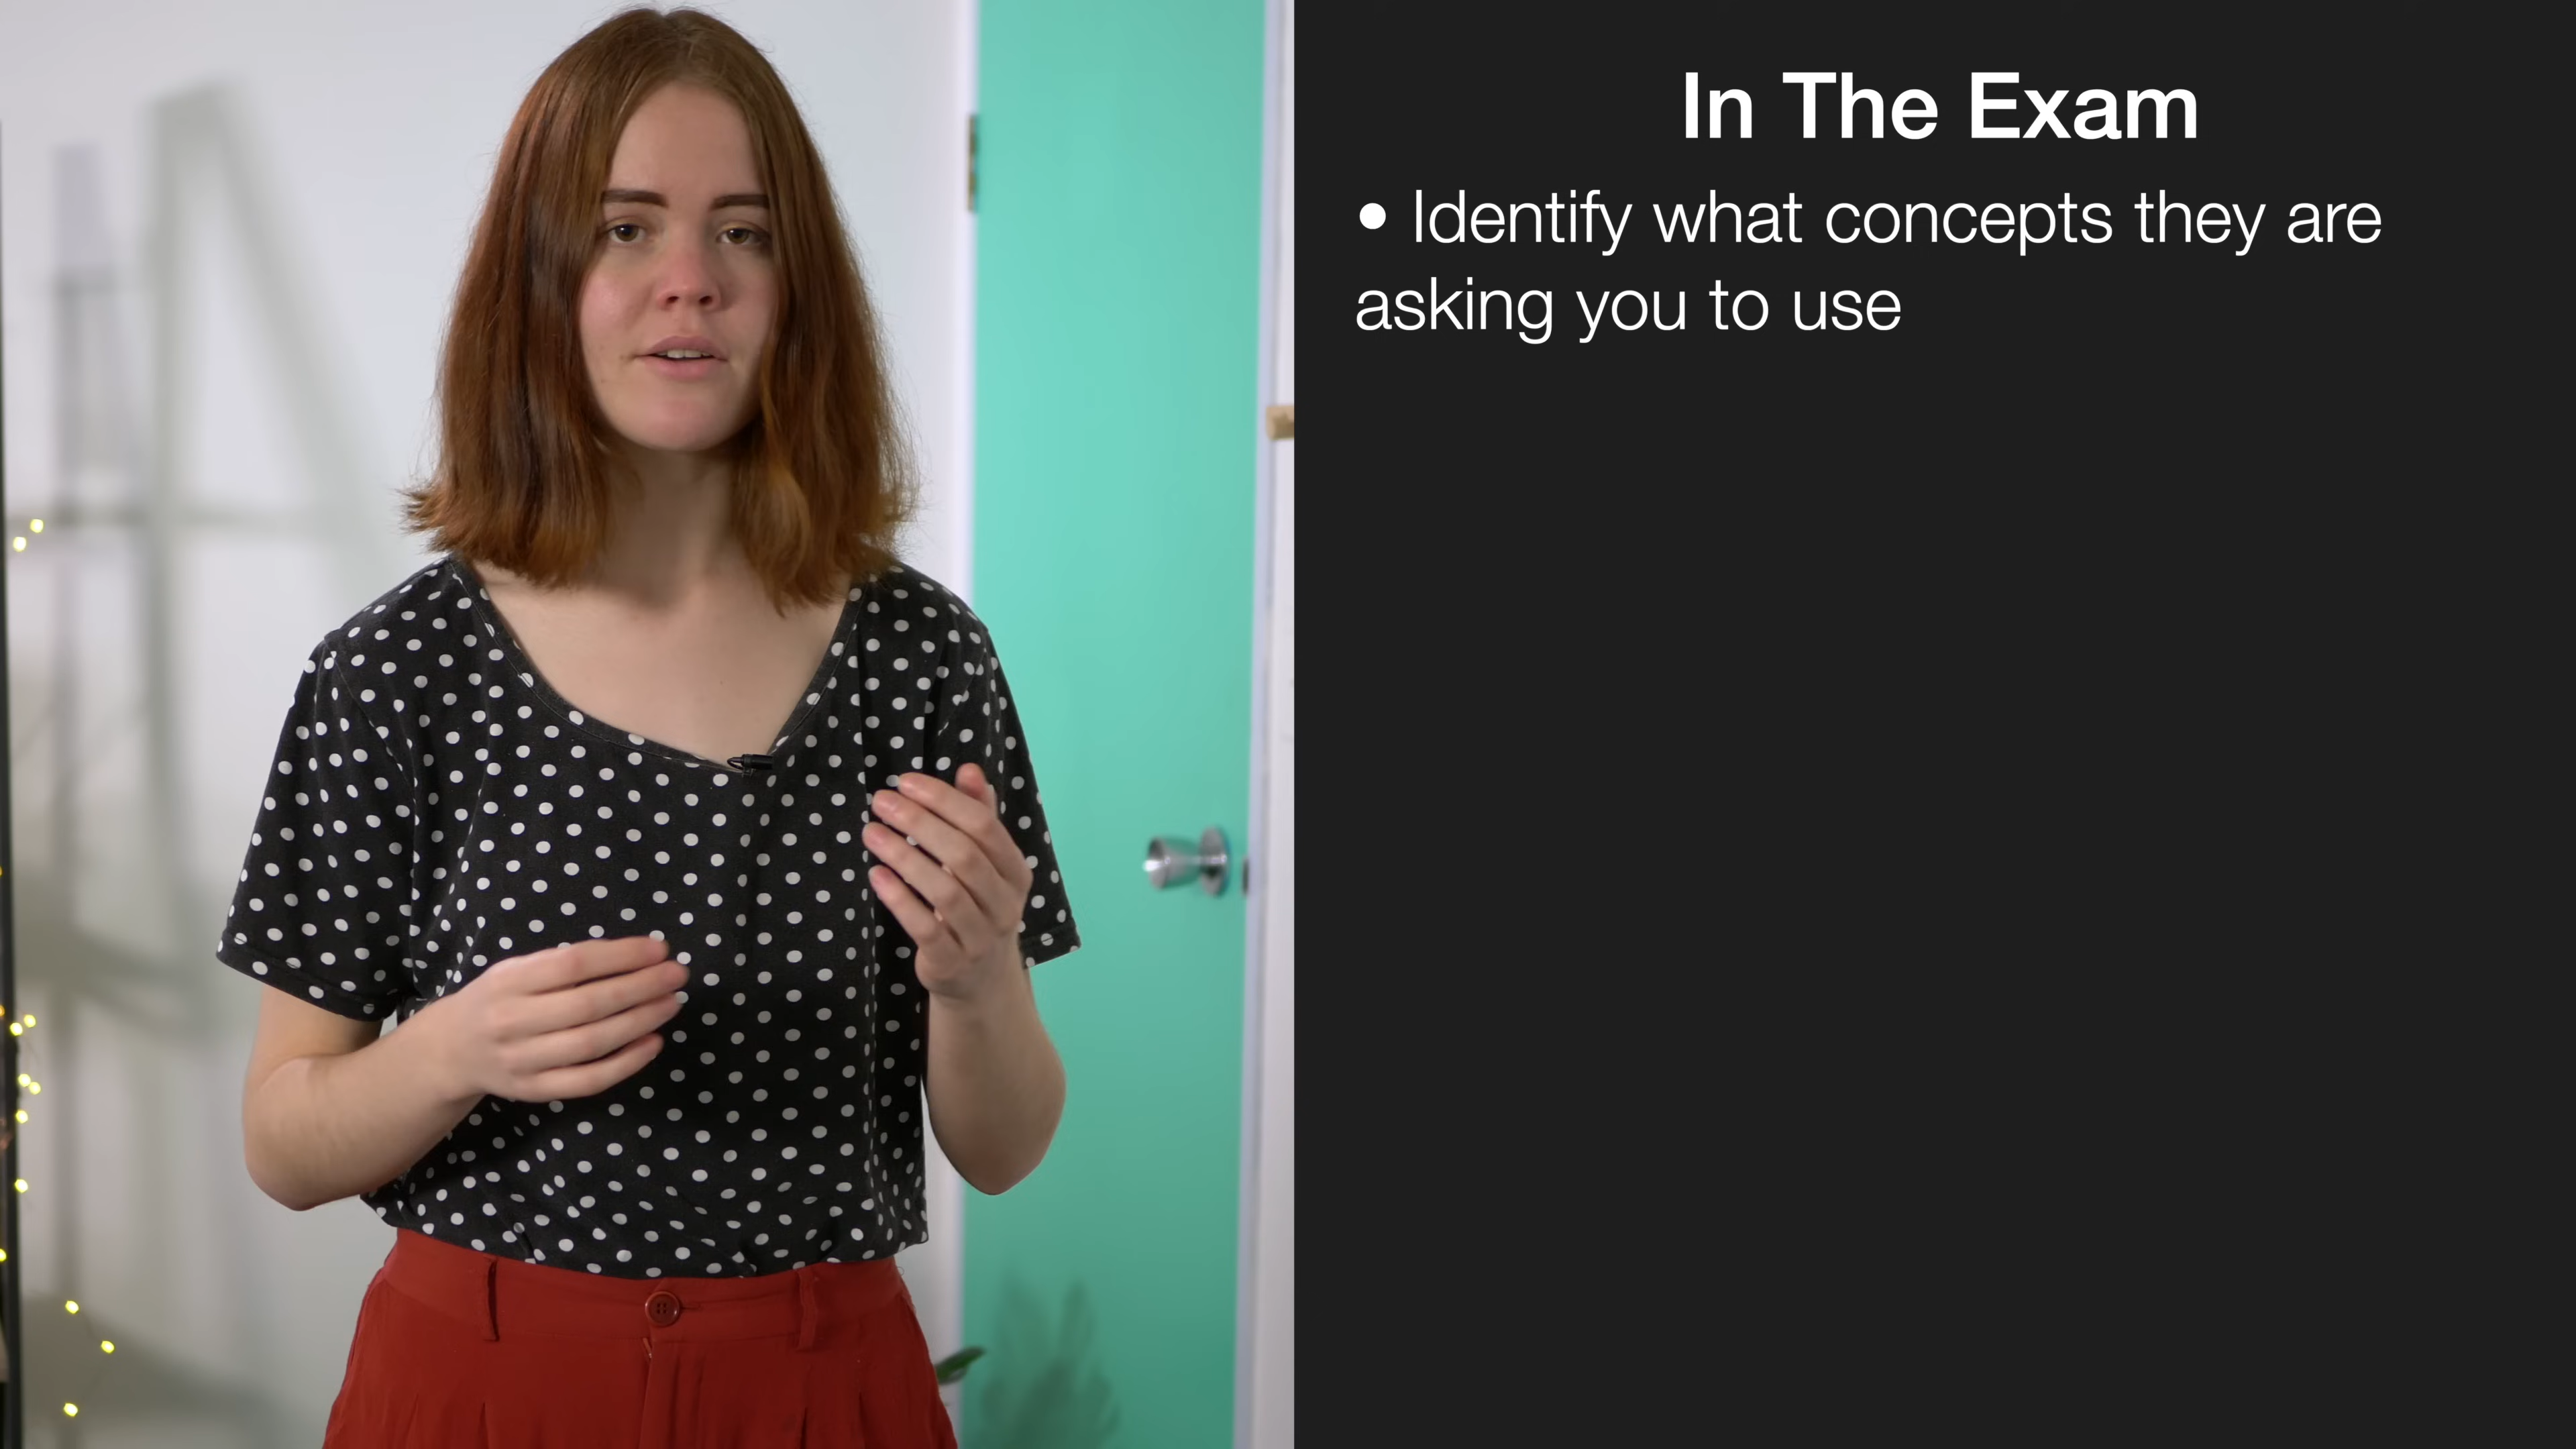 In The Exam
• Identify what concepts they are
asking you to use